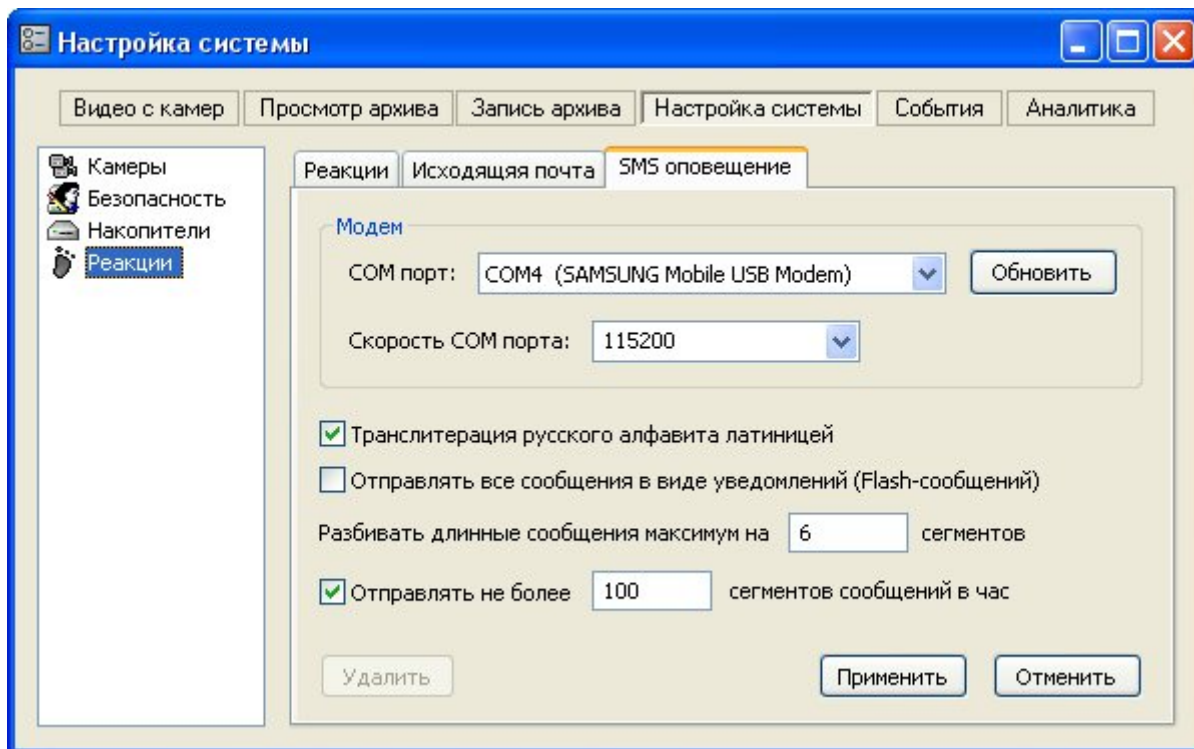 Настройка системы
Видео с камер Просмотр архива Запись архива Настройка системы События Аналитика
Камеры
Безопасность
Накопители
Реакции
Реакции Исходящяя почта SMS оповещение
Модем
COM порт: COM4 (SAMSUNG Mobile USB Modem) Обновить
Скорость COM порта: 115200
Транслитерация русского алфавита латиницей
Отправлять все сообщения в виде уведомлений (Flash-сообщений)
Разбивать длинные сообщения максимум на 6 сегментов
Отправлять не более 100 сегментов сообщений в час
Удалить Применить Отменить